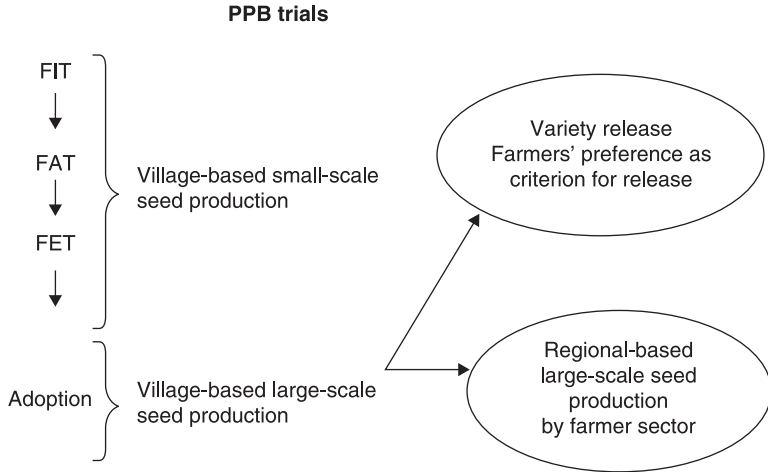 PPB trials
FIT
FAT
FET
Village-based small-scale
seed production
Variety release
Farmers' preference as
criterion for release
Adoption
Village-based large-scale
seed production
Regional-based
large-scale seed
production
by farmer sector